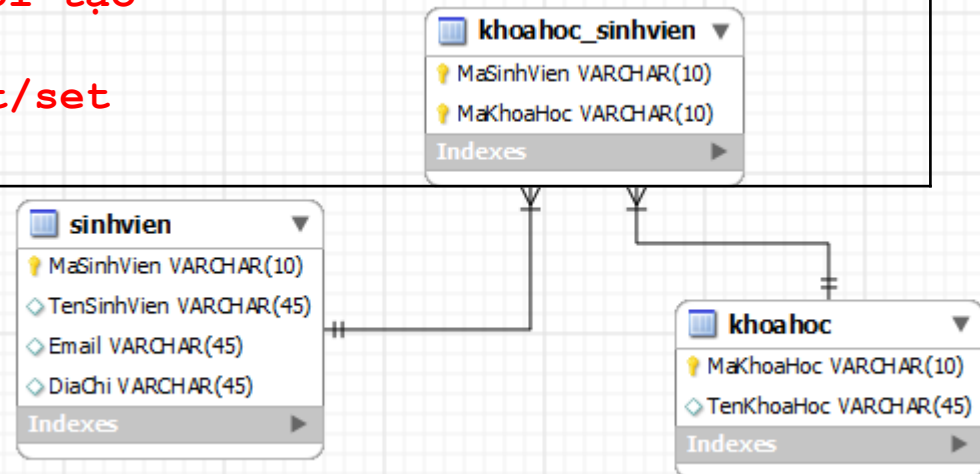 tạo
/set
khoahoc_sinhvien
MaSinhVien VARCHAR(10)
MaKhoaHoc VARCHAR(10)
Indexes
sinhvien
MaSinhVien VARCHAR(10)
TenSinhVien VARCHAR(45)
Email VARCHAR(45)
DiaChi VARCHAR(45)
Indexes
khoahoc
MaKhoaHoc VARCHAR(10)
TenKhoaHoc VARCHAR(45)
Indexes